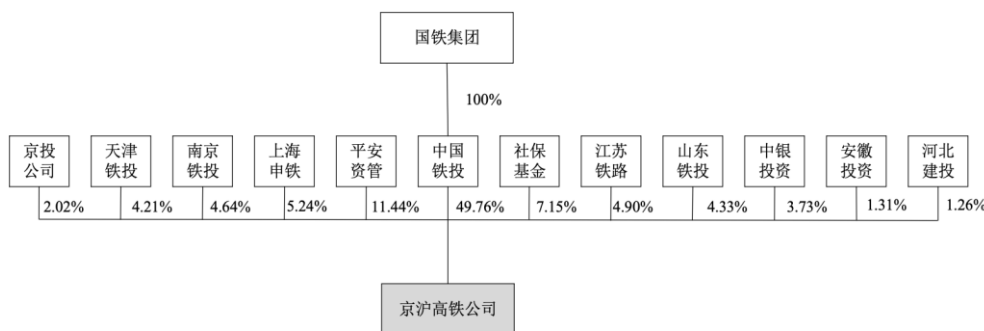 国铁集团
100%
京投
公司
天津
铁投
南京
铁投
上海
申铁
平安
资管
中国
铁投
社保
基金
江苏
铁路
山东
铁投
中银
投资
安徽
投资
河北
建投
2.02%
4.21%
4.64%
5.24%
11.44%
49.76%
7.15%
4.90%
4.33%
3.73%
1.31%
1.26%
京沪高铁公司